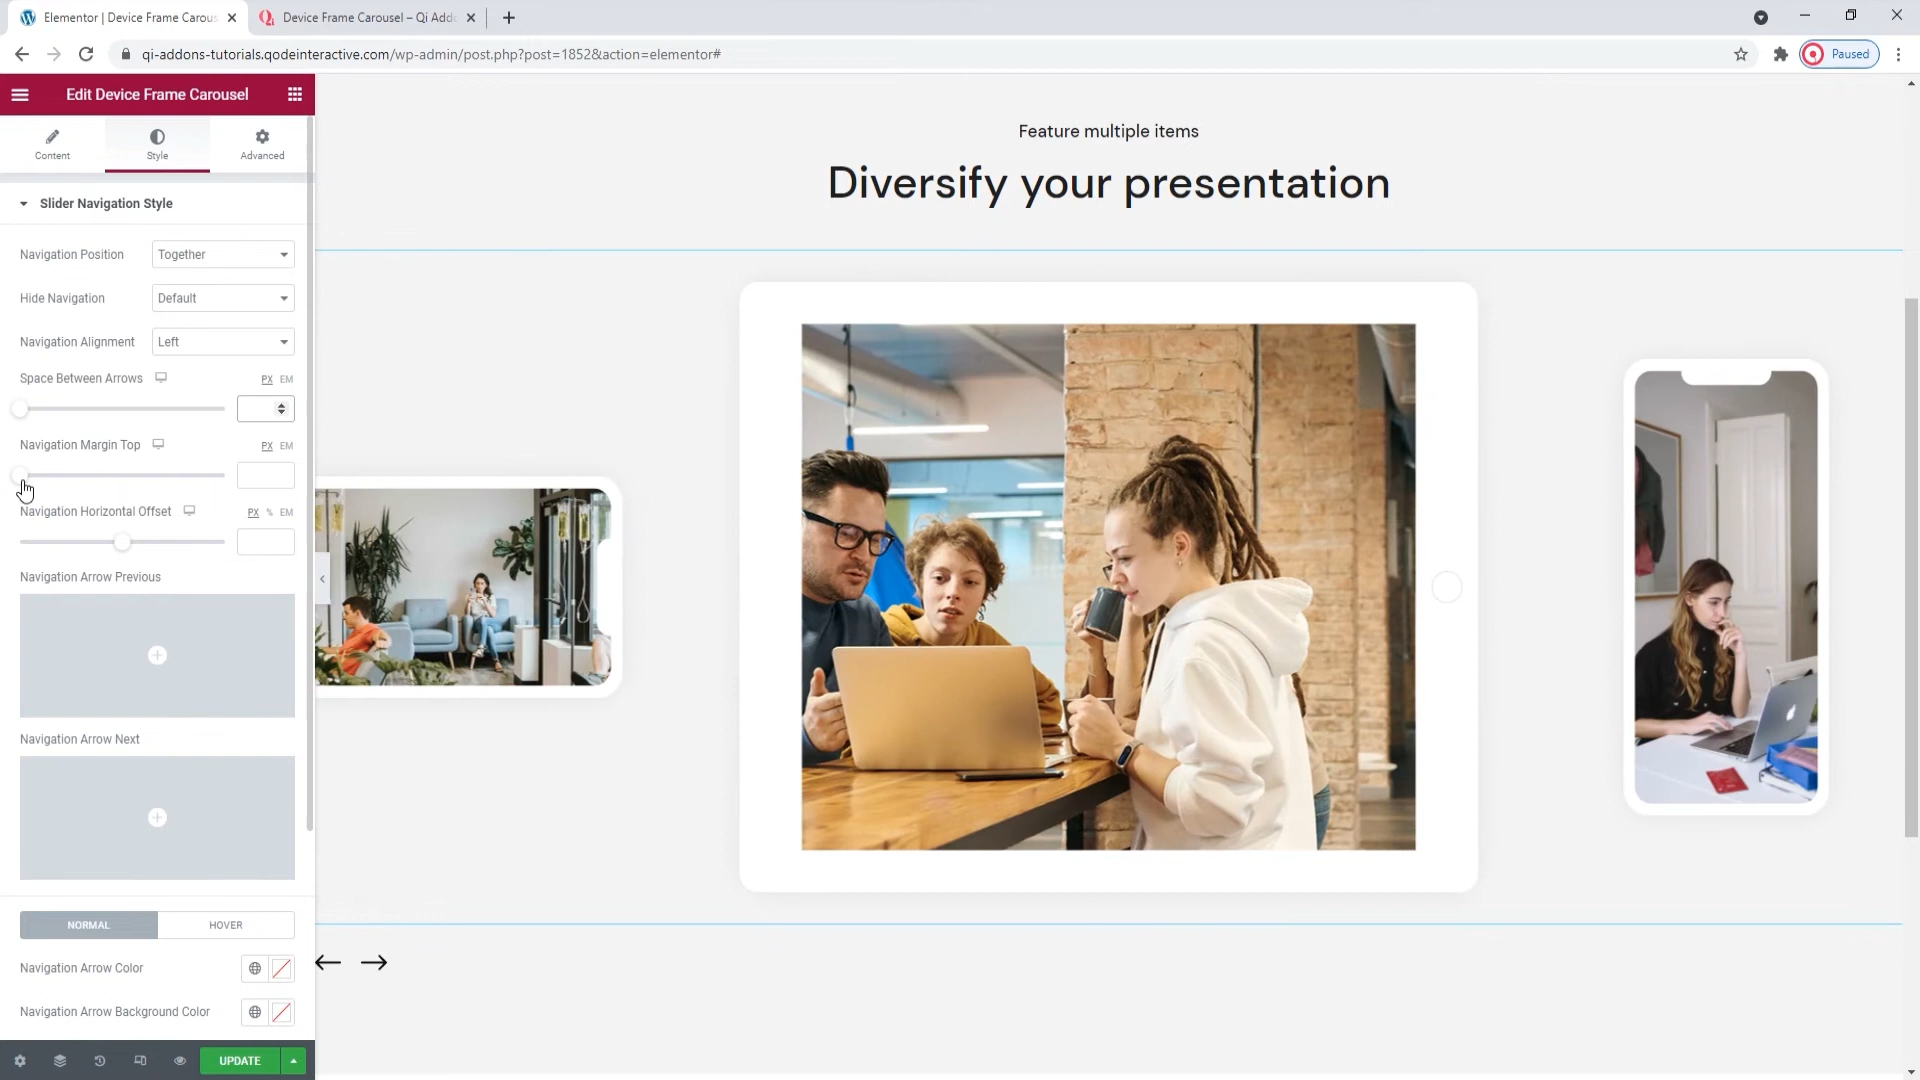 Elementor | Device Frame Carous
Device Frame Carousel – Qi Addo
qi-addons-tutorials.qodeinteractive.com/wp-admin/post.php?post=1852&action=elementor#
Paused
Edit Device Frame Carousel
Content
Style
Advanced
Slider Navigation Style
Navigation Position
Together
Hide Navigation
Default
Navigation Alignment
Left
Space Between Arrows
PX EM
Navigation Margin Top
PX EM
Navigation Horizontal Offset
PX % EM
Navigation Arrow Previous
Navigation Arrow Next
NORMAL
HOVER
Navigation Arrow Color
Navigation Arrow Background Color
UPDATE
Feature multiple items
Diversify your presentation